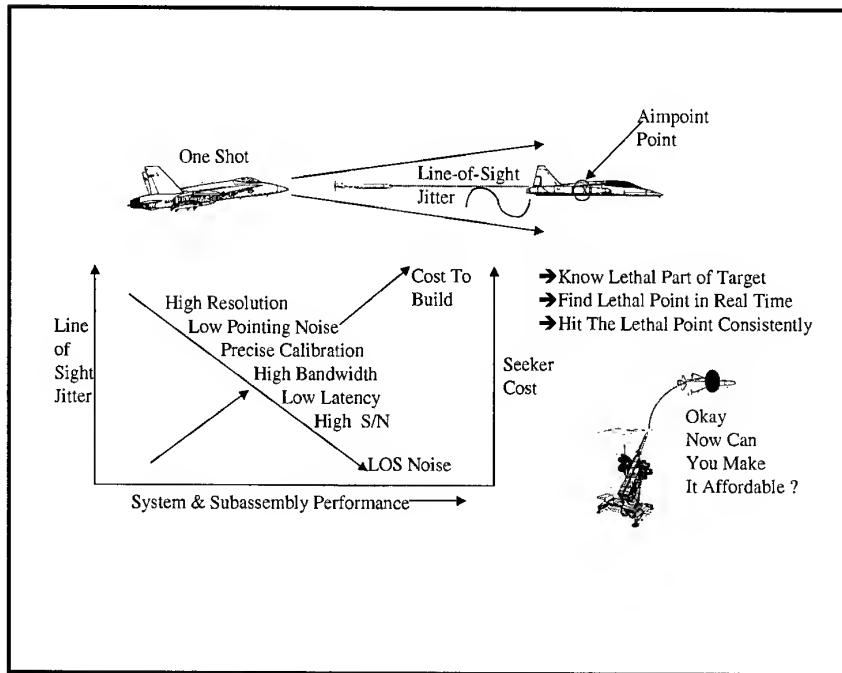 Aimpoint
Point
One Shot
Line-of-Sight
Jitter
Cost To
Build
➔Know Lethal Part of Target
➔Find Lethal Point in Real Time
➔Hit The Lethal Point Consistently
High Resolution
Low Pointing Noise
Precise Calibration
High Bandwidth
Low Latency
High S/N
LOS Noise
Line
of
Sight
Jitter
Seeker
Cost
System & Subassembly Performance
Okay
Now Can
You Make
It Affordable ?